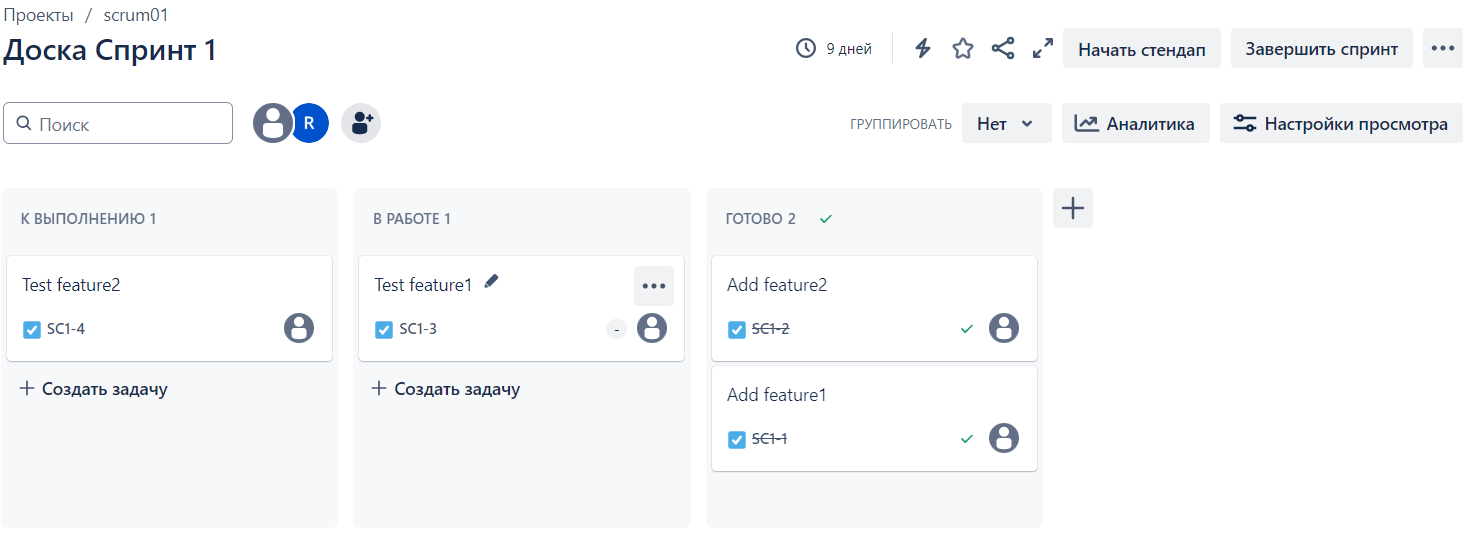 Проекты / scrum01
Доска Спринт 1
9 дней
Начать стендап
Завершить спринт
Поиск
R
ГРУППИРОВАТЬ
Нет
Аналитика
Настройки просмотра
К ВЫПОЛНЕНИЮ 1
Test feature2
SC1-4
+ Создать задачу
В РАБОТЕ 1
Test feature1
SC1-3
-
+ Создать задачу
ГОТОВО 2
Add feature2
SC1-2
Add feature1
SC1-1